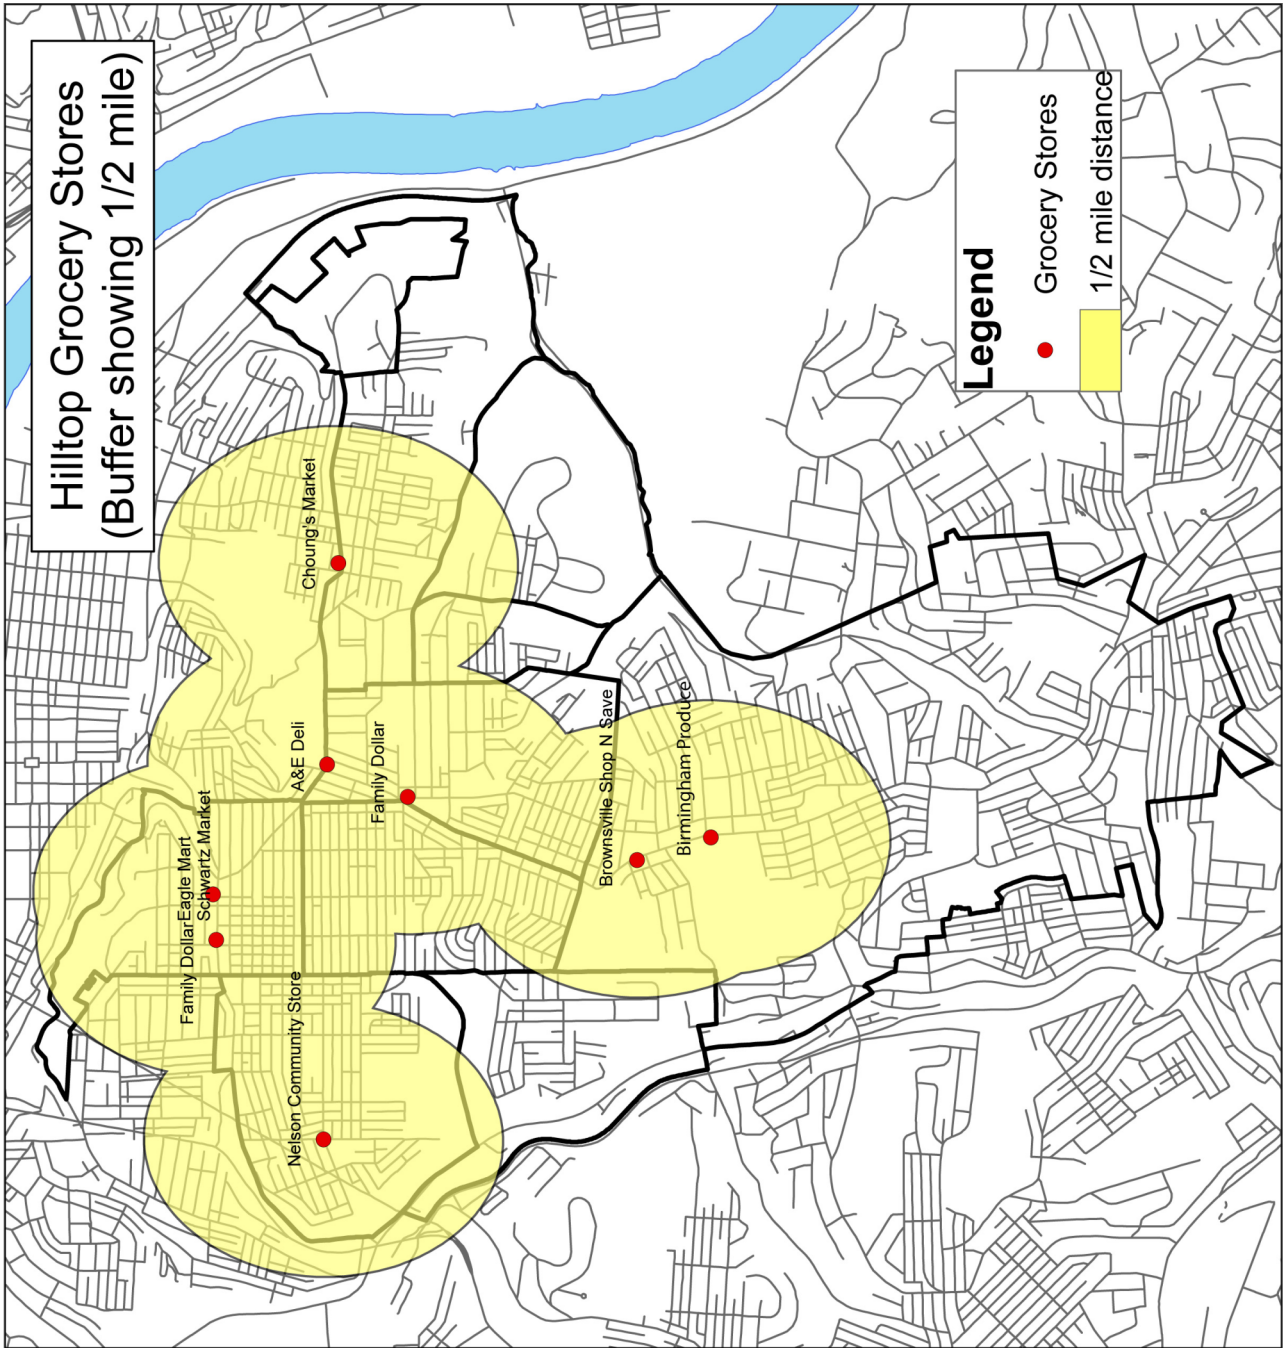 Hilltop Grocery Stores
(Buffer showing 1/2 mile)
Choung's Market
A&E Deli
Family Dollar
Eagle Mart
Schwartz Market
Family Dollar
Nelson Community Store
Brownsville Shop N Save
Birmingham Produce
Legend
Grocery Stores
1/2 mile distance